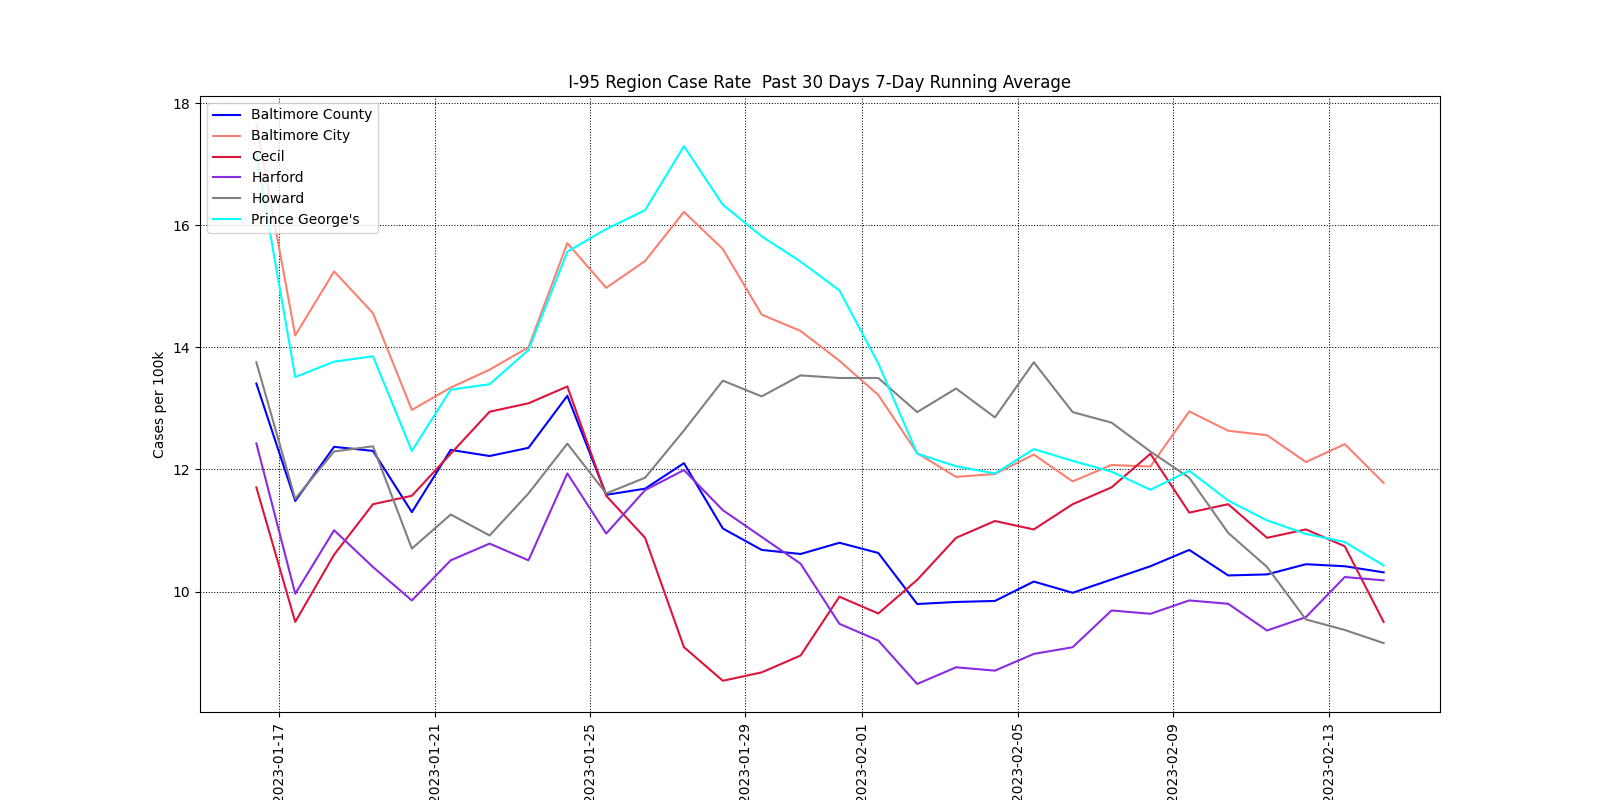 I-95 Region Case Rate  Past 30 Days 7-Day Running Average
Baltimore County
Baltimore City
Cecil
Harford
Howard
Prince George's
Cases per 100k
18
16
14
12
10
2023-01-17
2023-01-21
2023-01-25
2023-01-29
2023-02-01
2023-02-05
2023-02-09
2023-02-13